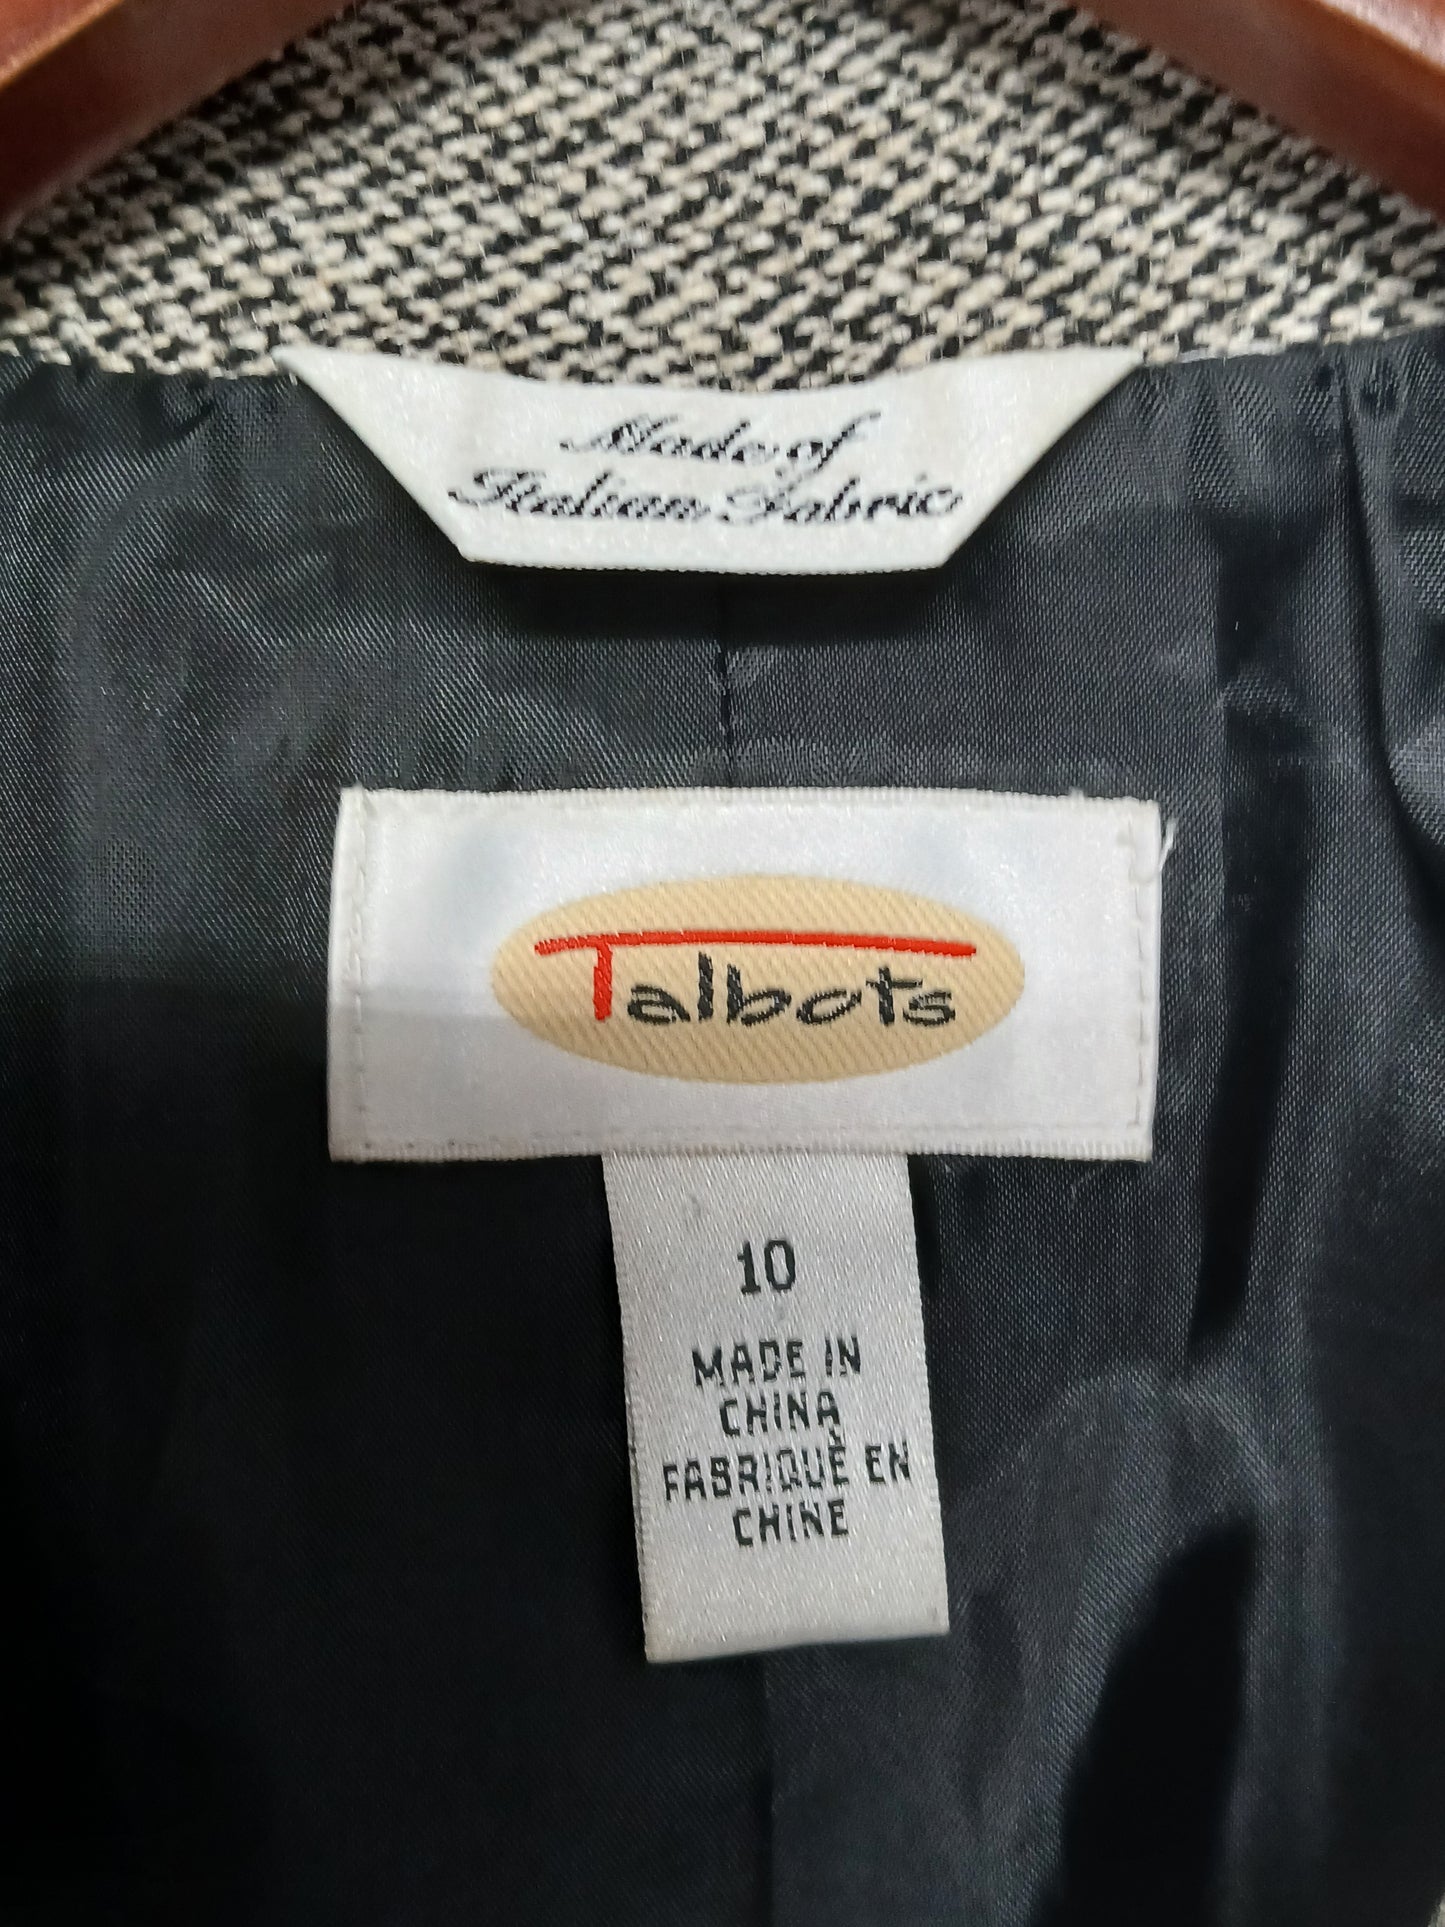 Made of
Italian Fabric
Talbots
10
MADE IN
CHINA
FABRIQUÉ EN
CHINE